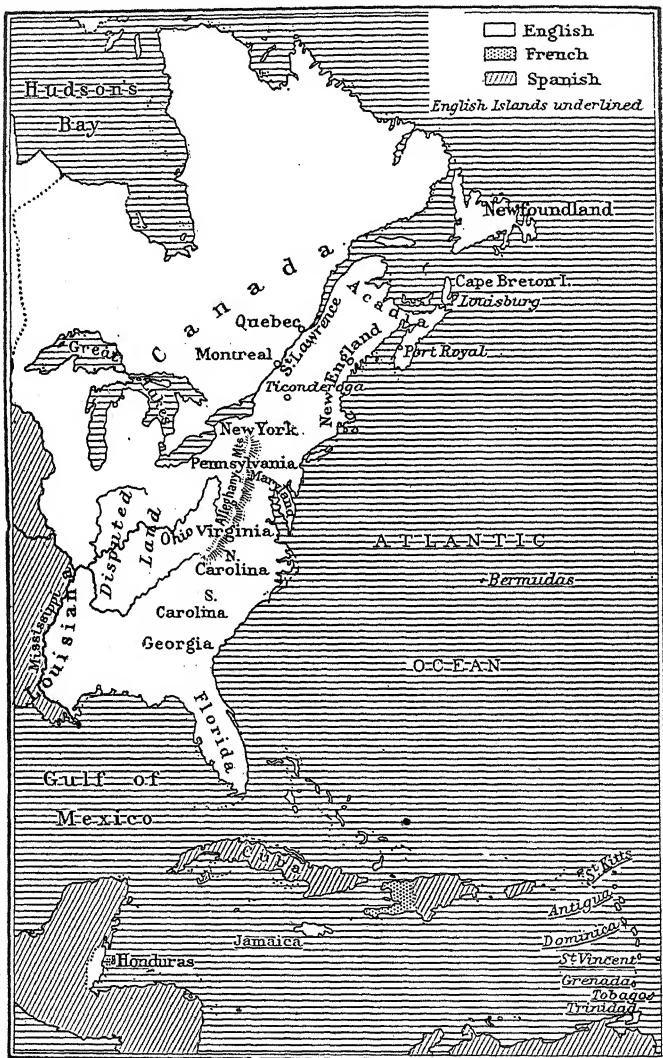 English
French
Spanish
English Islands underlined
Hudson's
Bay
Newfoundland
Canada
Cape Breton I.
Louisburg
Acadia
Quebec
St. Lawrence
Great
Lakes
Montreal
Port Royal
New England
Ticonderoga
New York
Pennsylvania
Alleghany Mts
Maryland
Disputed
Land
Ohio
Virginia
ATLANTIC
N.
Carolina
Bermudas
S.
Carolina
Mississippi
Louisiana
Georgia
OCEAN
Florida
Gulf of
Mexico
Cuba
St Kitts
Antigua
Jamaica
Dominica
Honduras
St Vincent
Grenada
Tobago
Trinidad